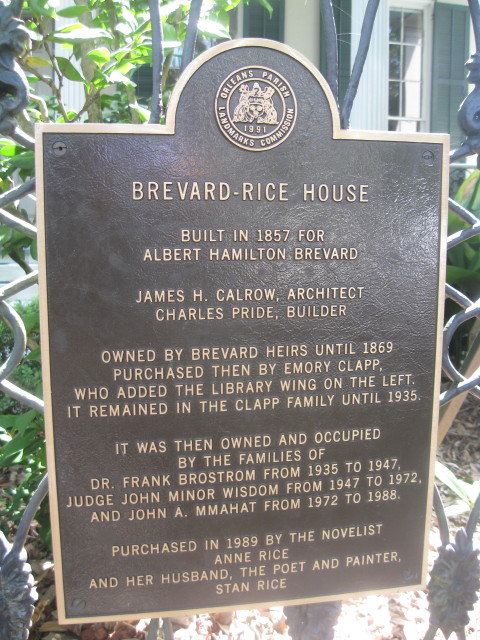 ORLEANS PARISH
LANDMARKS COMMISSION
1991
BREVARD-RICE HOUSE
BUILT IN 1857 FOR
ALBERT HAMILTON BREVARD
JAMES H. CALROW, ARCHITECT
CHARLES PRIDE, BUILDER
OWNED BY BREVARD HEIRS UNTIL 1869
PURCHASED THEN BY EMORY CLAPP,
WHO ADDED THE LIBRARY WING ON THE LEFT.
IT REMAINED IN THE CLAPP FAMILY UNTIL 1935.
IT WAS THEN OWNED AND OCCUPIED
BY THE FAMILIES OF
DR. FRANK BROSTROM FROM 1935 TO 1947,
JUDGE JOHN MINOR WISDOM FROM 1947 TO 1972,
AND JOHN A. MMAHAT FROM 1972 TO 1988.
PURCHASED IN 1989 BY THE NOVELIST
ANNE RICE
AND HER HUSBAND, THE POET AND PAINTER,
STAN RICE